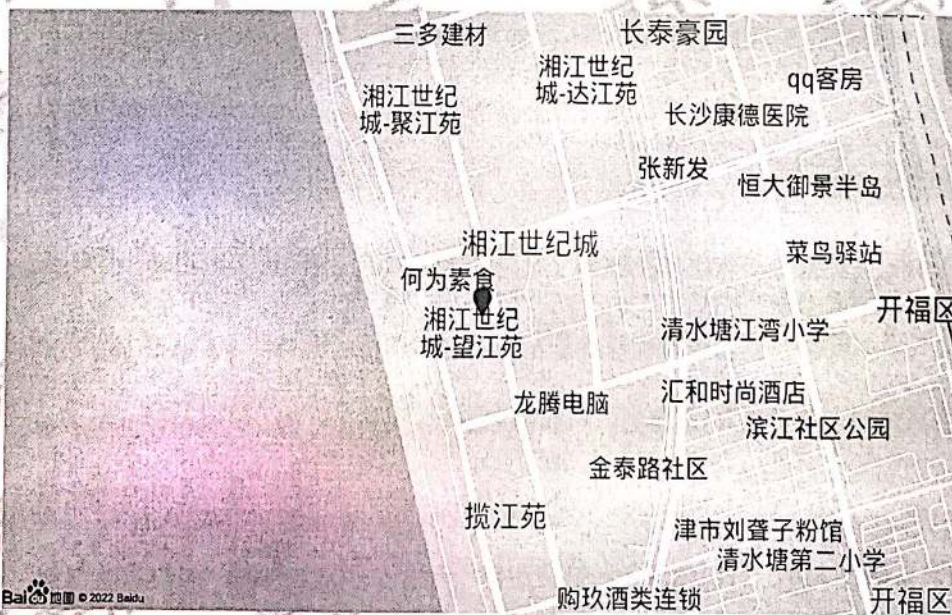 三多建材
长泰豪园
湘江世纪
城-达江苑
qq客房
湘江世纪
城-聚江苑
长沙康德医院
张新发
恒大御景半岛
湘江世纪城
菜鸟驿站
何为素食
开福区
湘江世纪
城-望江苑
清水塘江湾小学
汇和时尚酒店
龙腾电脑
滨江社区公园
金泰路社区
揽江苑
津市刘聋子粉馆
清水塘第二小学
Bai du 地图 © 2022 Baidu
购玖酒类连锁
开福区